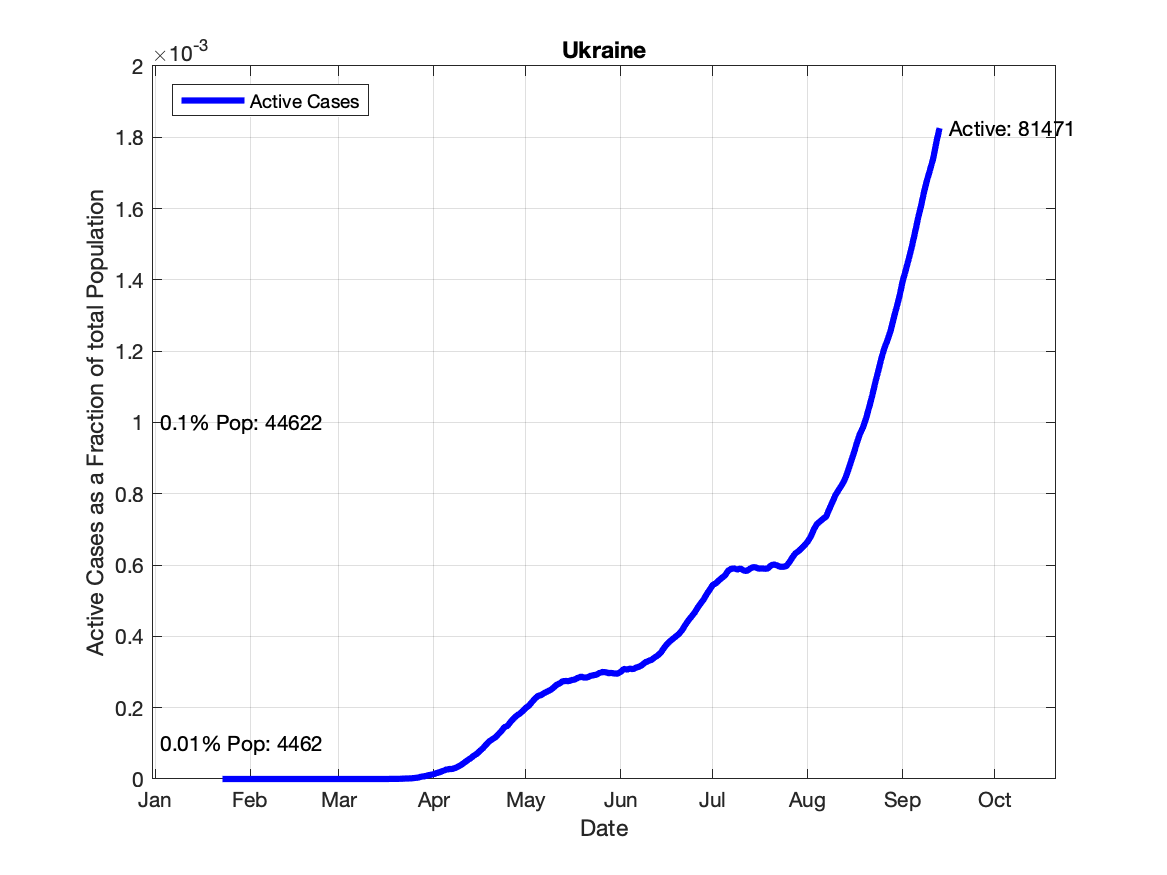 Ukraine
×10-3
2
Active Cases
1.8
Active: 81471
1.6
1.4
1.2
1
0.1% Pop: 44622
0.8
0.6
0.4
0.2
0.01% Pop: 4462
0
Active Cases as a Fraction of total Population
Jan Feb Mar Apr May Jun Jul Aug Sep Oct
Date